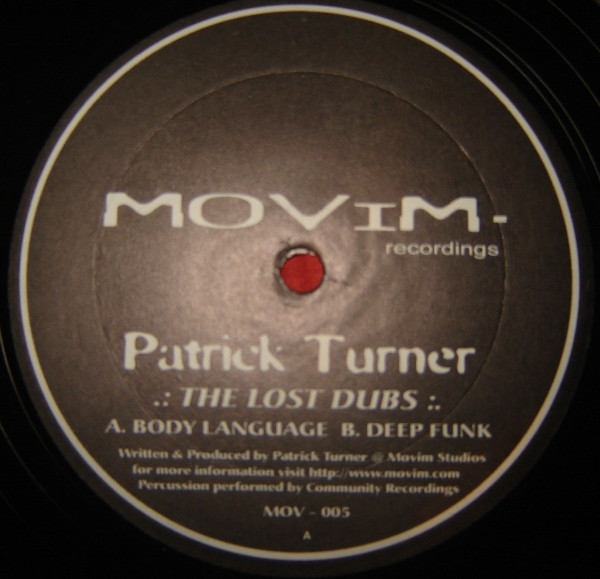 MOVIM-
recordings
Patrick Turner
.: THE LOST DUBS :.
A. BODY LANGUAGE B. DEEP FUNK
Written & Produced by Patrick Turner @ Movim Studios
for more information visit http://www.movim.com
Percussion performed by Community Recordings
MOV - 005
A